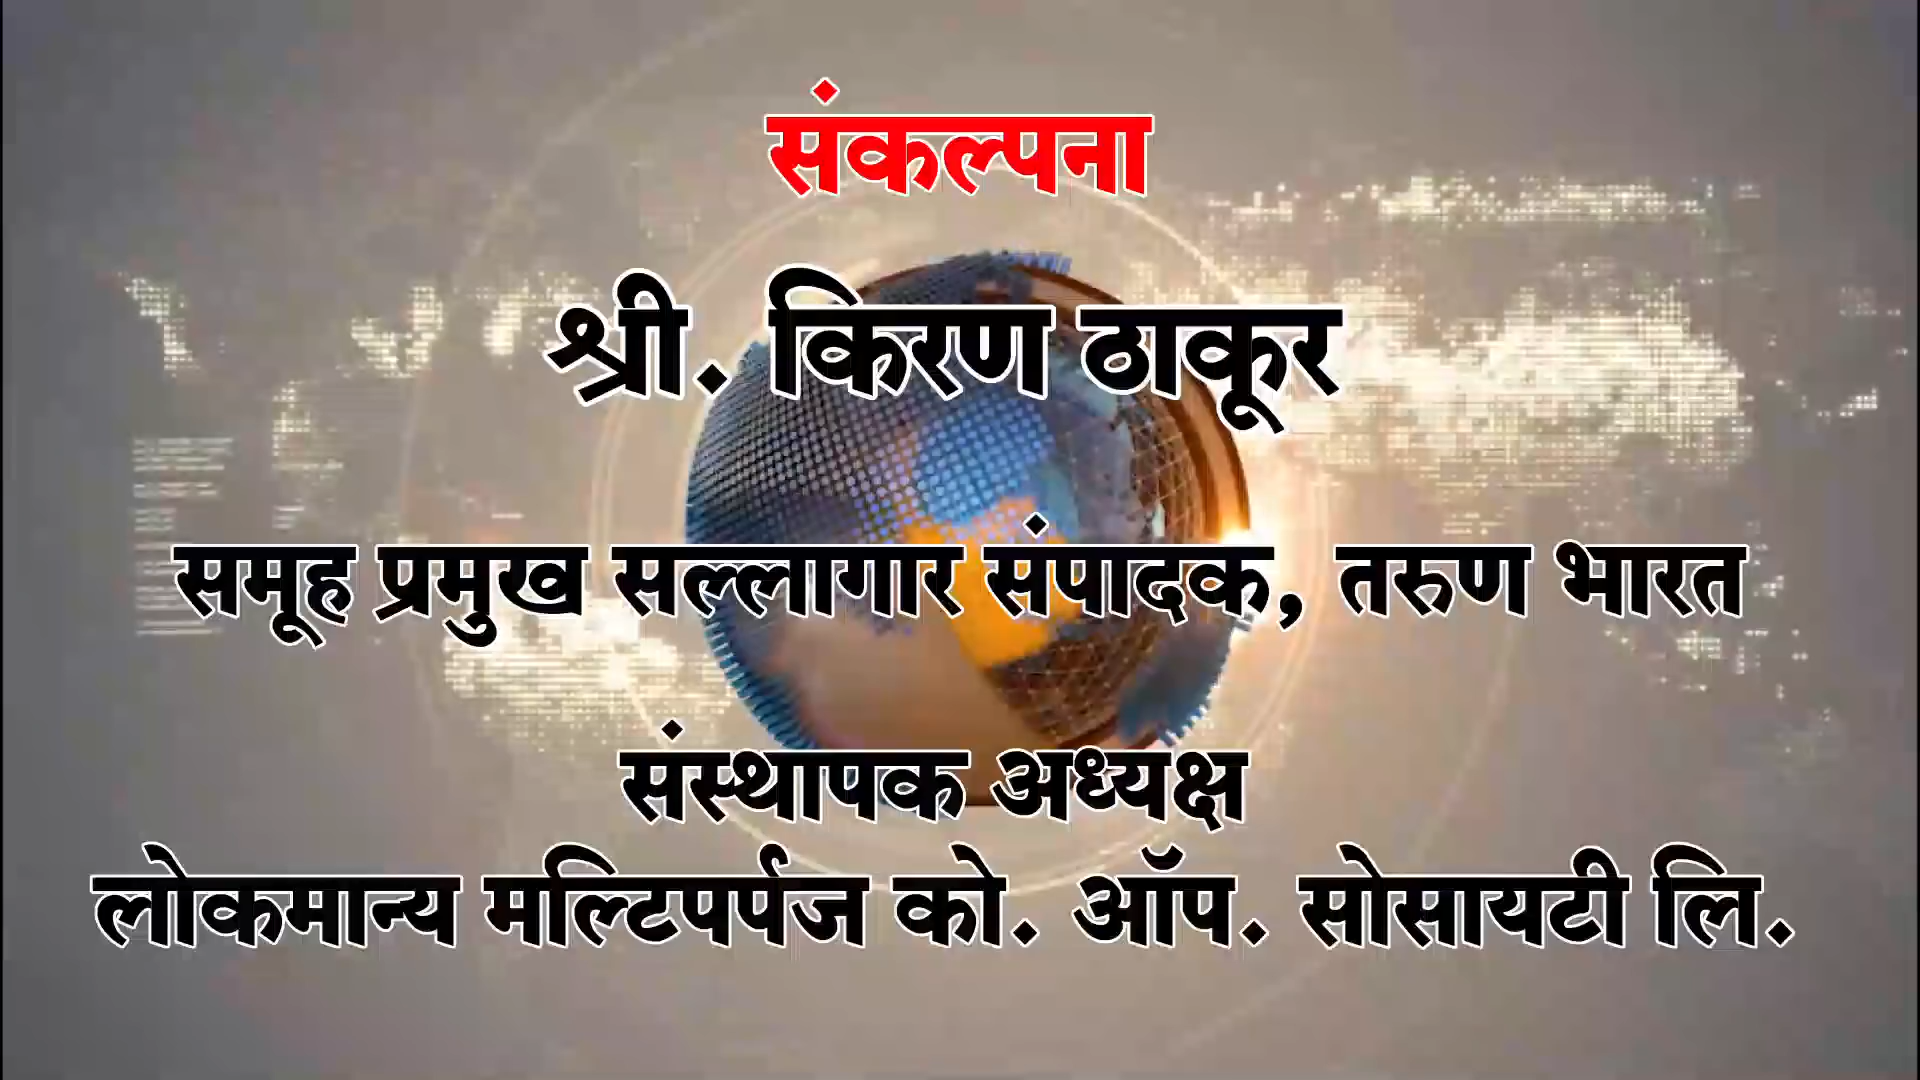 संकल्पना
श्री. किरण ठाकूर
समूह प्रमुख सल्लागार संपादक, तरुण भारत
संस्थापक अध्यक्ष
लोकमान्य मल्टिपर्पज को. ऑप. सोसायटी लि.